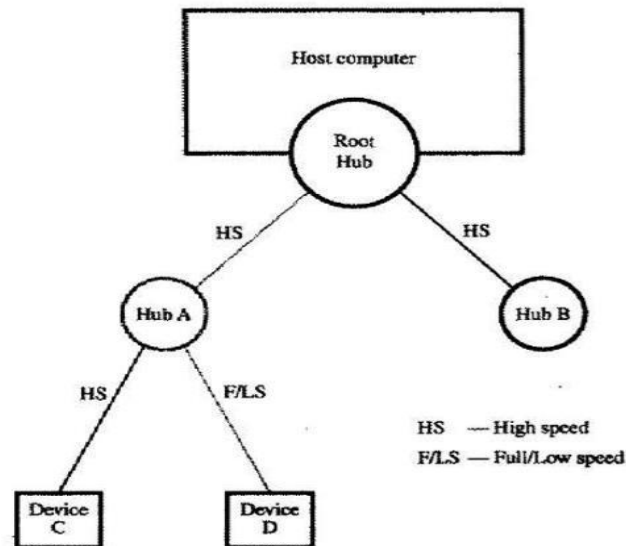 Host computer
Root
Hub
HS
HS
Hub A
Hub B
HS
F/LS
HS — High speed
F/LS — Full/Low speed
Device
C
Device
D